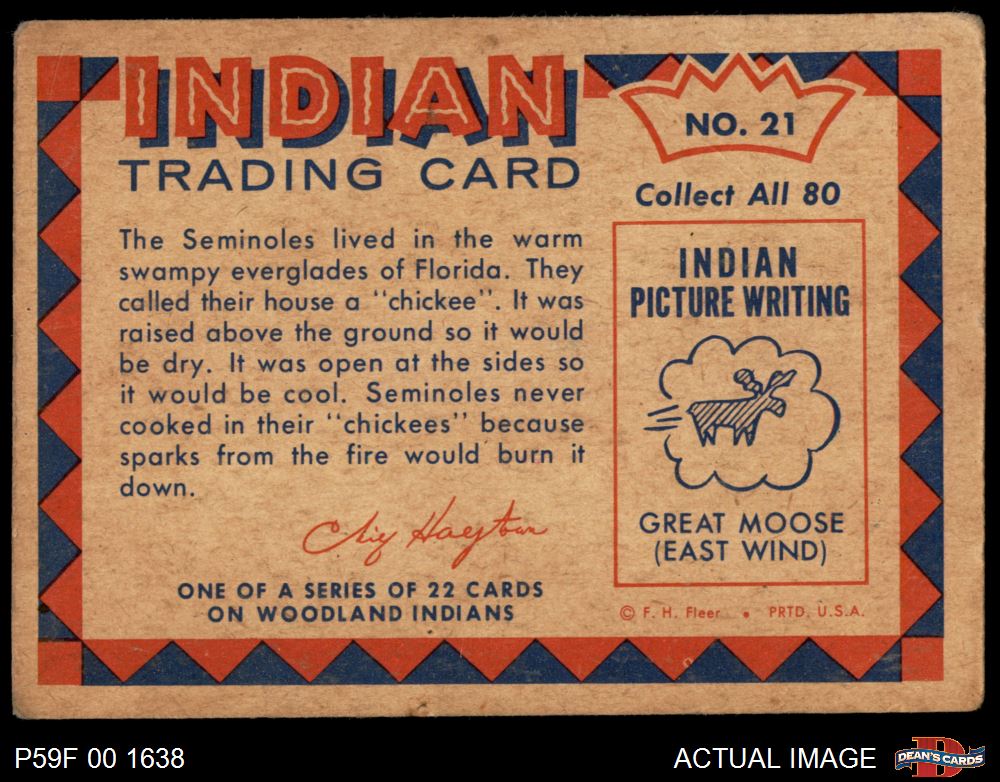 INDIAN
TRADING CARD
NO. 21
Collect All 80
The Seminoles lived in the warm
swampy everglades of Florida. They
called their house a "chickee". It was
raised above the ground so it would
be dry. It was open at the sides so
it would be cool. Seminoles never
cooked in their "chickees" because
sparks from the fire would burn it
down.
ONE OF A SERIES OF 22 CARDS
ON WOODLAND INDIANS
INDIAN
PICTURE WRITING
GREAT MOOSE
(EAST WIND)
© F. H. Fleer • PRTD. U.S.A.
P59F 00 1638
ACTUAL IMAGE
D
DEAN'S CARDS